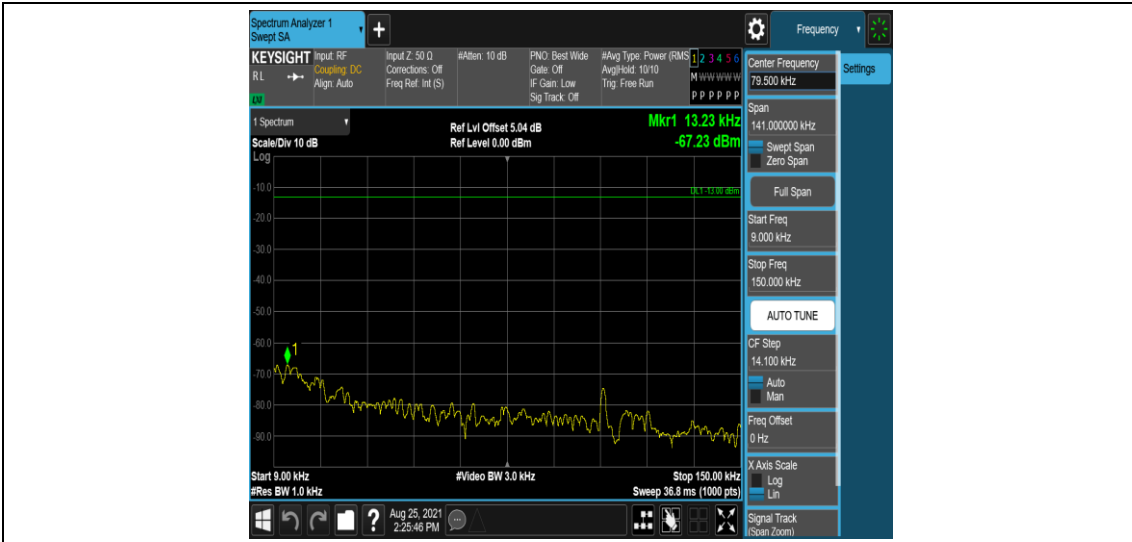 Spectrum Analyzer 1
Swept SA
+
Frequency
KEYSIGHT
RL
LXI
Input: RF
Coupling: DC
Align: Auto
Input Z: 50 Ω
Corrections: Off
Freq Ref: Int (S)
#Atten: 10 dB
PNO: Best Wide
Gate: Off
IF Gain: Low
Sig Track: Off
#Avg Type: Power (RMS
Avg|Hold: 10/10
Trig: Free Run
1 2 3 4 5 6
M W W W W W
P P P P P P
1 Spectrum
Scale/Div 10 dB
Log
Ref Lvl Offset 5.04 dB
Ref Level 0.00 dBm
Mkr1 13.23 kHz
-67.23 dBm
DL1 -13.00 dBm
-10.0
-20.0
-30.0
-40.0
-50.0
-60.0
-70.0
-80.0
-90.0
1
Start 9.00 kHz
#Res BW 1.0 kHz
#Video BW 3.0 kHz
Stop 150.00 kHz
Sweep 36.8 ms (1000 pts)
Center Frequency
79.500 kHz
Settings
Span
141.000000 kHz
Swept Span
Zero Span
Full Span
Start Freq
9.000 kHz
Stop Freq
150.000 kHz
AUTO TUNE
CF Step
14.100 kHz
Auto
Man
Freq Offset
0 Hz
X Axis Scale
Log
Lin
Signal Track
(Span Zoom)
?
Aug 25, 2021
2:25:46 PM